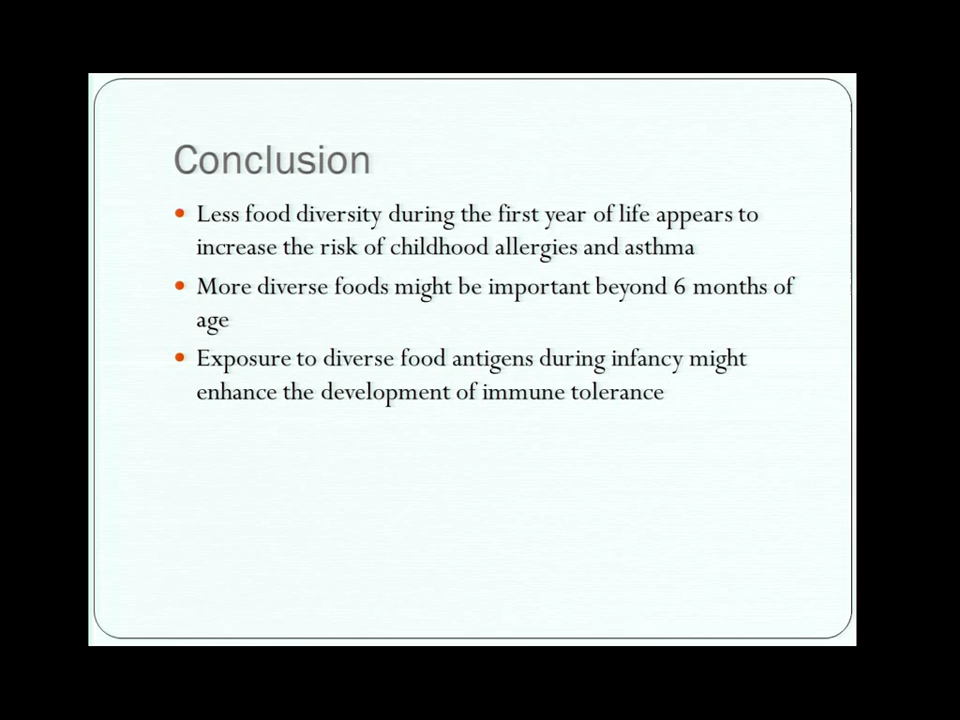 Conclusion
• Less food diversity during the first year of life appears to
increase the risk of childhood allergies and asthma
• More diverse foods might be important beyond 6 months of
age
• Exposure to diverse food antigens during infancy might
enhance the development of immune tolerance